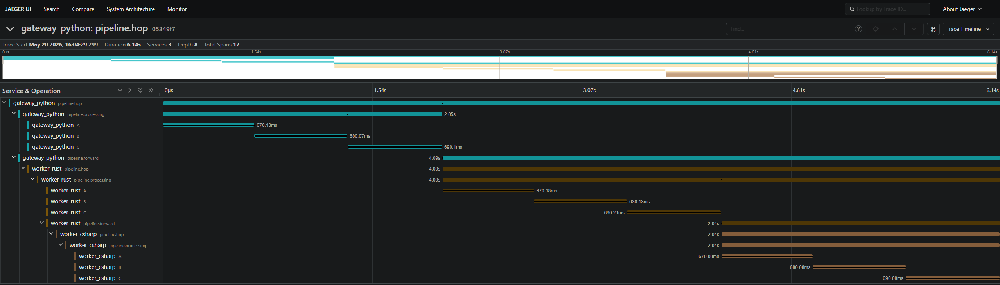 JAEGER UI Search Compare System Architecture Monitor Lookup by Trace ID... About Jaeger
gateway_python: pipeline.hop 05349f7 Find... ? ⌘ Trace Timeline
Trace Start May 20 2026, 16:04:29.299 Duration 6.14s Services 3 Depth 8 Total Spans 17
0μs 1.54s 3.07s 4.61s 6.14s
Service & Operation 0μs 1.54s 3.07s 4.61s 6.14s
gateway_python pipeline.hop
gateway_python pipeline.processing 2.05s
gateway_python A 670.13ms
gateway_python B 680.07ms
gateway_python C 690.1ms
gateway_python pipeline.forward 4.09s
worker_rust pipeline.hop 4.09s
worker_rust pipeline.processing 4.09s
worker_rust A 670.18ms
worker_rust B 680.18ms
worker_rust C 690.21ms
worker_rust pipeline.forward 2.04s
worker_csharp pipeline.hop 2.04s
worker_csharp pipeline.processing 2.04s
worker_csharp A 670.08ms
worker_csharp B 680.08ms
worker_csharp C 690.08ms